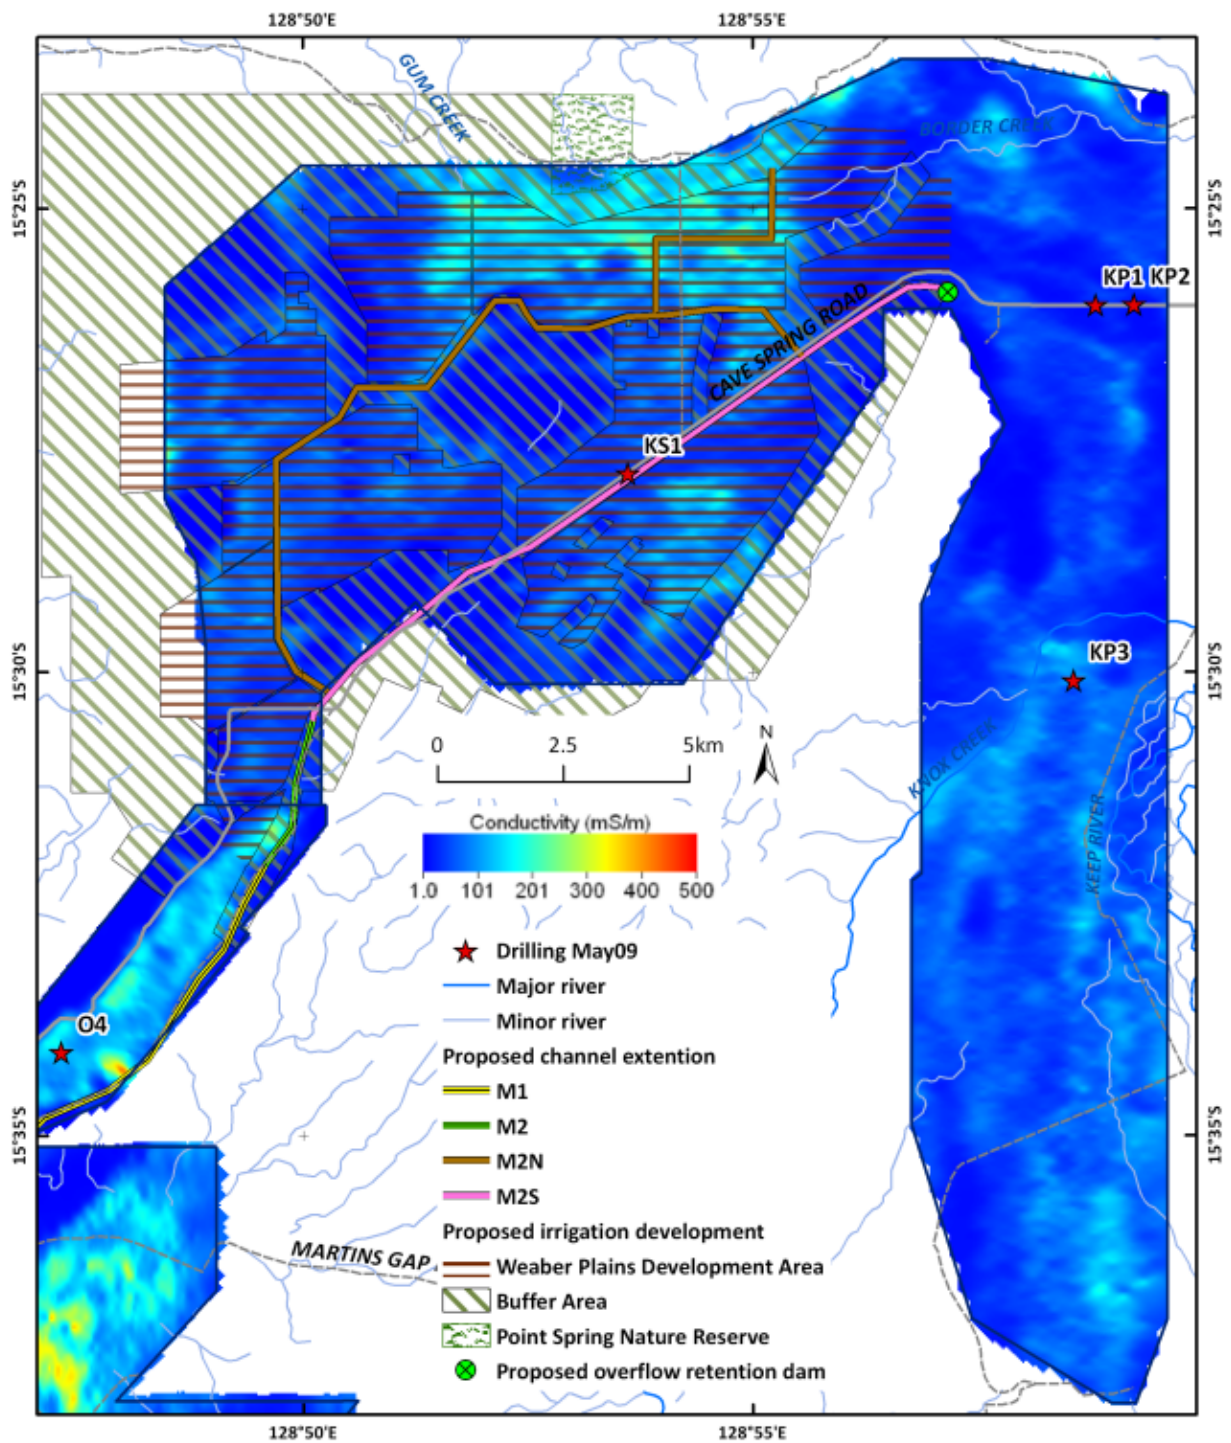 128°50'E 128°55'E
GUM CREEK
BORDER CREEK
15°25'S 15°25'S
KP1 KP2
CAVE SPRING ROAD
KS1
15°30'S 15°30'S
KP3
0 2.5 5km
N
KNOX CREEK
KEEP RIVER
Conductivity (mS/m)
1.0 101 201 300 400 500
Drilling May09
Major river
Minor river
O4
Proposed channel extention
M1
M2
15°35'S 15°35'S
M2N
M2S
Proposed irrigation development
MARTINS GAP
Weaber Plains Development Area
Buffer Area
Point Spring Nature Reserve
Proposed overflow retention dam
128°50'E 128°55'E